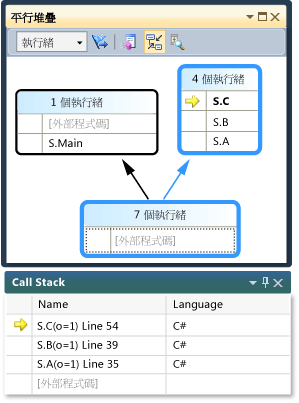 平行堆疊
執行緒
1 個執行緒
[外部程式碼]
S.Main
4 個執行緒
S.C
S.B
S.A
7 個執行緒
[外部程式碼]
Call Stack
Name Language
S.C(o=1) Line 54 C#
S.B(o=1) Line 39 C#
S.A(o=1) Line 35 C#
[外部程式碼]